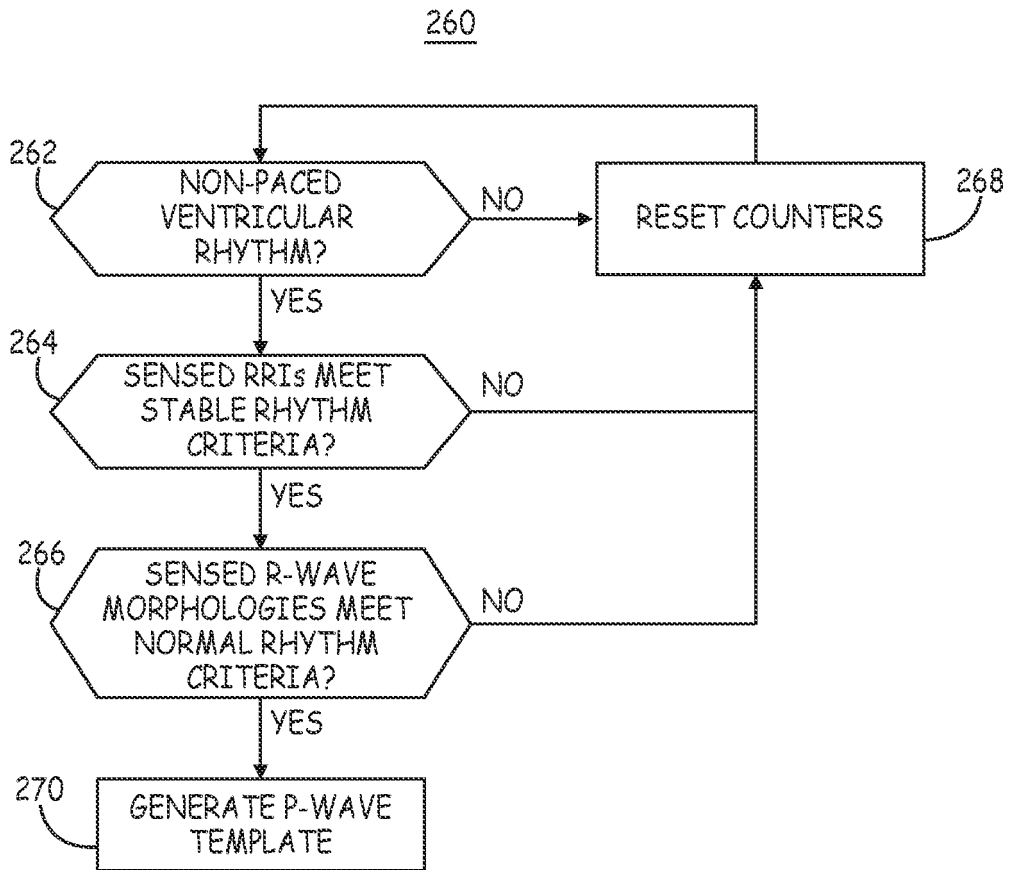 260
262
NON-PACED
VENTRICULAR
RHYTHM?
NO
RESET COUNTERS
268
YES
264
SENSED RRIs MEET
STABLE RHYTHM
CRITERIA?
NO
YES
266
SENSED R-WAVE
MORPHOLOGIES MEET
NORMAL RHYTHM
CRITERIA?
NO
YES
270
GENERATE P-WAVE
TEMPLATE